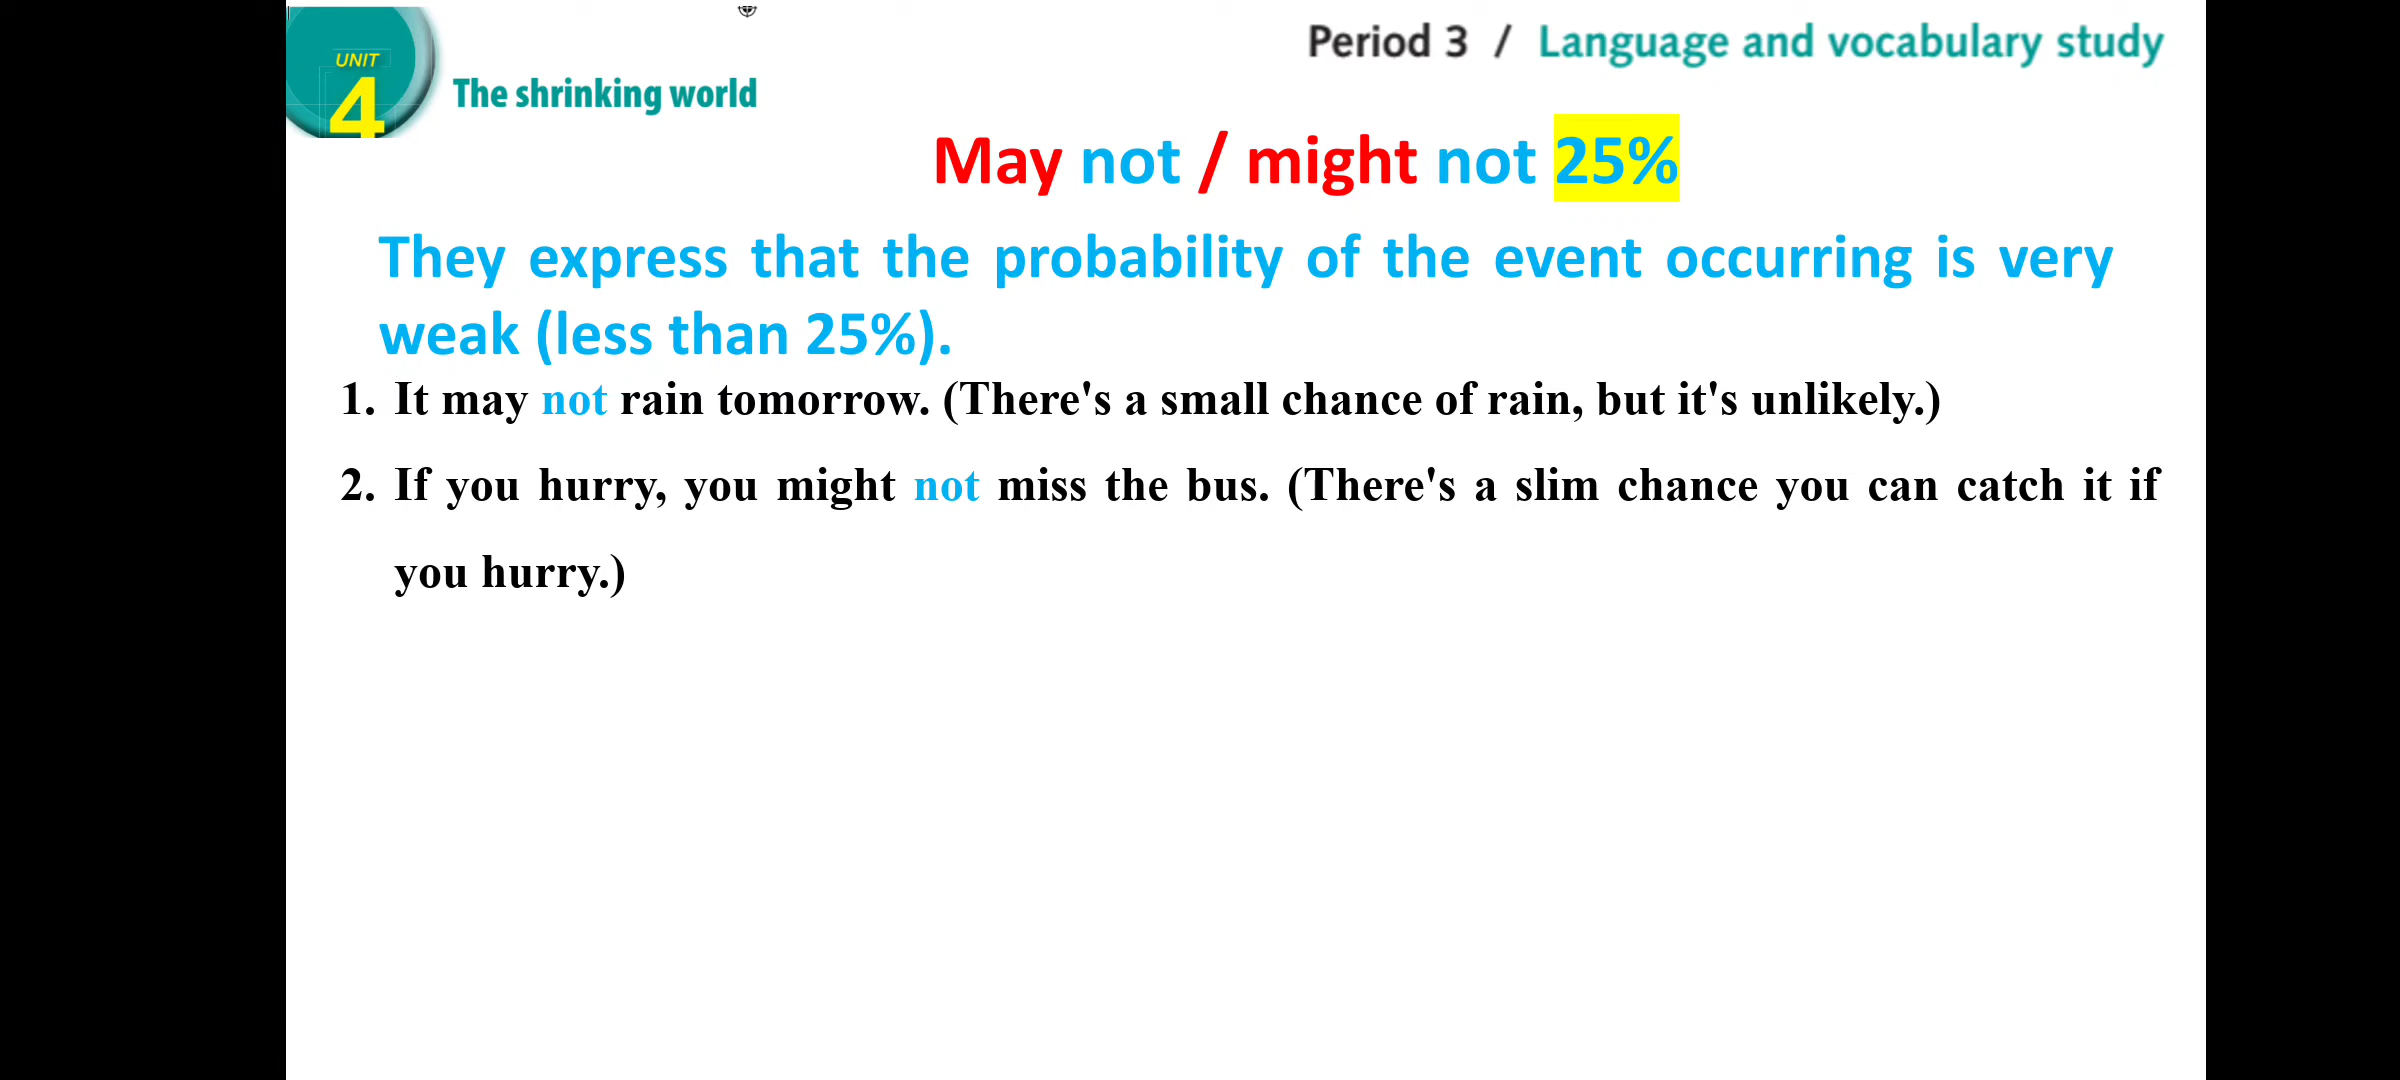 UNIT
4
The shrinking world
Period 3 / Language and vocabulary study
May not / might not 25%
They express that the probability of the event occurring is very
weak (less than 25%).
1. It may not rain tomorrow. (There's a small chance of rain, but it's unlikely.)
2. If you hurry, you might not miss the bus. (There's a slim chance you can catch it if
you hurry.)